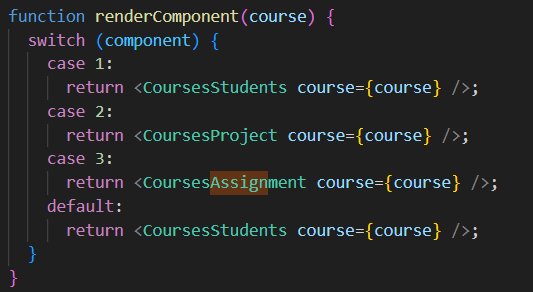 function renderComponent(course) {
switch (component) {
case 1:
return <CoursesStudents course={course} />;
case 2:
return <CoursesProject course={course} />;
case 3:
return <CoursesAssignment course={course} />;
default:
return <CoursesStudents course={course} />;
}
}